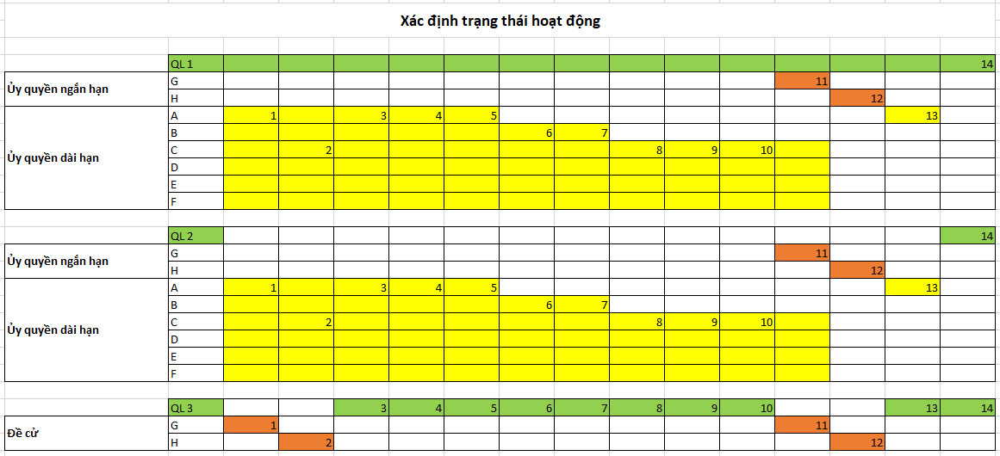 Xác định trạng thái hoạt động
QL 1 14
Ủy quyền ngắn hạn
G 11
H 12
Ủy quyền dài hạn
A 1 3 4 5 13
B 6 7
C 2 8 9 10
D
E
F
QL 2 14
Ủy quyền ngắn hạn
G 11
H 12
Ủy quyền dài hạn
A 1 3 4 5 13
B 6 7
C 2 8 9 10
D
E
F
QL 3 3 4 5 6 7 8 9 10 13 14
Đề cử
G 1 11
H 2 12